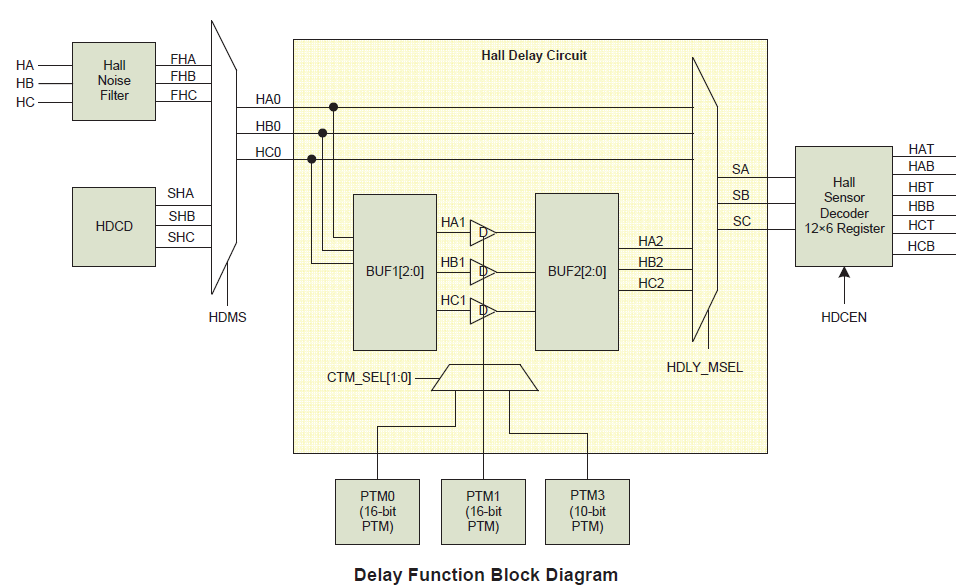 Hall Delay Circuit
HA
HB
HC
Hall
Noise
Filter
FHA
FHB
FHC
HA0
HB0
HC0
HDCD
SHA
SHB
SHC
HDMS
BUF1[2:0]
HA1
HB1
HC1
D
D
D
BUF2[2:0]
HA2
HB2
HC2
HDLY_MSEL
CTM_SEL[1:0]
SA
SB
SC
Hall
Sensor
Decoder
12×6 Register
HAT
HAB
HBT
HBB
HCT
HCB
HDCEN
PTM0
(16-bit
PTM)
PTM1
(16-bit
PTM)
PTM3
(10-bit
PTM)
Delay Function Block Diagram